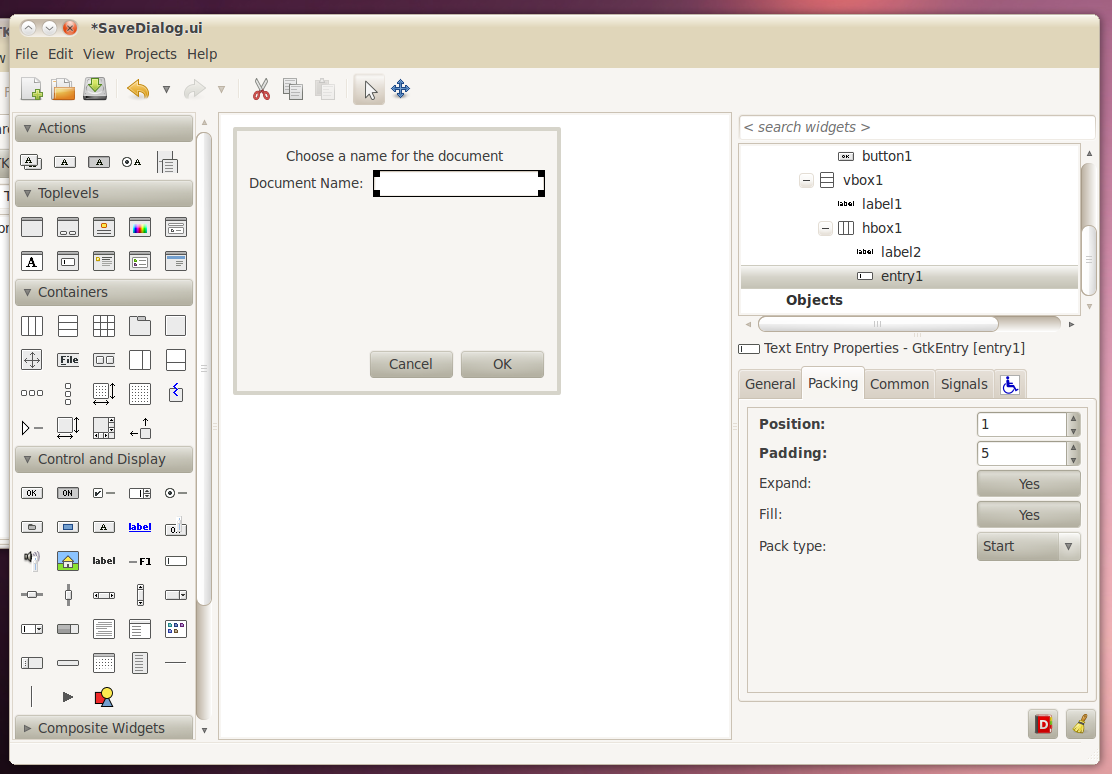 *SaveDialog.ui
File Edit View Projects Help
Actions
Toplevels
Containers
File
Control and Display
OK
ON
label
label
F1
Composite Widgets
Choose a name for the document
Document Name:
Cancel
OK
< search widgets >
OK button1
vbox1
label label1
hbox1
label label2
entry1
Objects
Text Entry Properties - GtkEntry [entry1]
General Packing Common Signals
Position: 1
Padding: 5
Expand: Yes
Fill: Yes
Pack type: Start
D